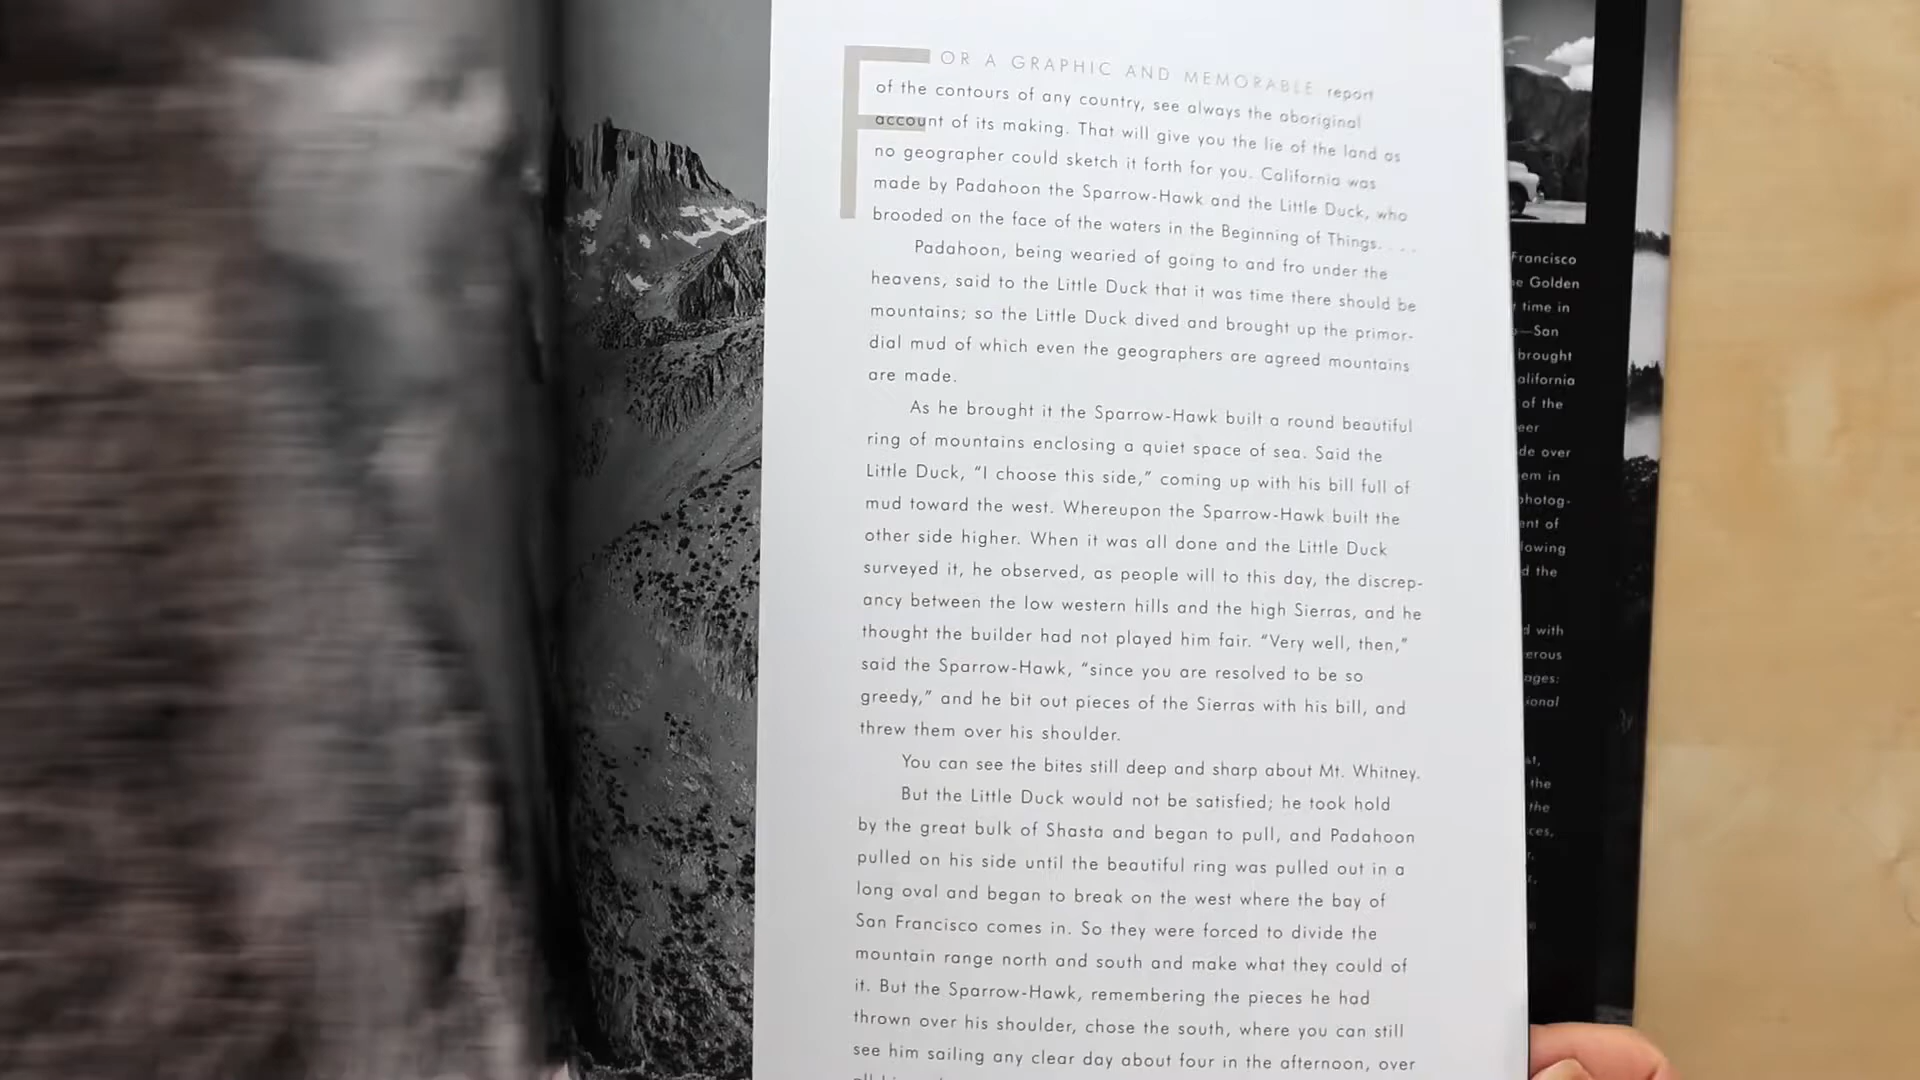 FOR A GRAPHIC AND MEMORABLE report
of the contours of any country, see always the aboriginal
account of its making. That will give you the lie of the land as
no geographer could sketch it forth for you. California was
made by Padahoon the Sparrow-Hawk and the Little Duck, who
brooded on the face of the waters in the Beginning of Things. . . .
Padahoon, being wearied of going to and fro under the
heavens, said to the Little Duck that it was time there should be
mountains; so the Little Duck dived and brought up the primor-
dial mud of which even the geographers are agreed mountains
are made.
As he brought it the Sparrow-Hawk built a round beautiful
ring of mountains enclosing a quiet space of sea. Said the
Little Duck, “I choose this side,” coming up with his bill full of
mud toward the west. Whereupon the Sparrow-Hawk built the
other side higher. When it was all done and the Little Duck
surveyed it, he observed, as people will to this day, the discrep-
ancy between the low western hills and the high Sierras, and he
thought the builder had not played him fair. “Very well, then,”
said the Sparrow-Hawk, “since you are resolved to be so
greedy,” and he bit out pieces of the Sierras with his bill, and
threw them over his shoulder.
You can see the bites still deep and sharp about Mt. Whitney.
But the Little Duck would not be satisfied; he took hold
by the great bulk of Shasta and began to pull, and Padahoon
pulled on his side until the beautiful ring was pulled out in a
long oval and began to break on the west where the bay of
San Francisco comes in. So they were forced to divide the
mountain range north and south and make what they could of
it. But the Sparrow-Hawk, remembering the pieces he had
thrown over his shoulder, chose the south, where you can still
see him sailing any clear day about four in the afternoon, over
Francisco
Golden
time in
San
brought
of the
over
in
of
the
with
the
the